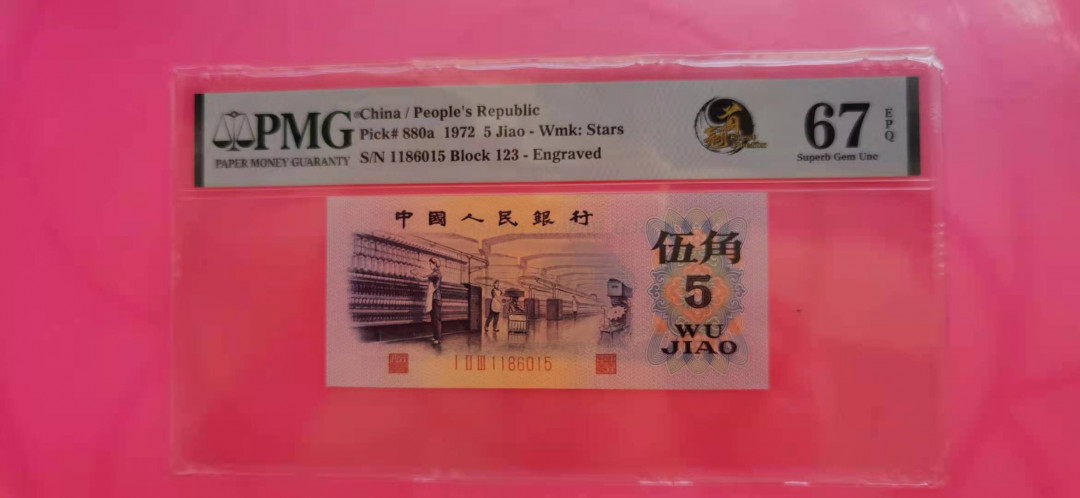 PMG
PAPER MONEY GUARANTY
China / People's Republic
Pick# 880a 1972 5 Jiao - Wmk: Stars
S/N 1186015 Block 123 - Engraved
67
EPQ
Superb Gem Unc
中國人民銀行
伍角
5
WU
JIAO
I II III 1186015